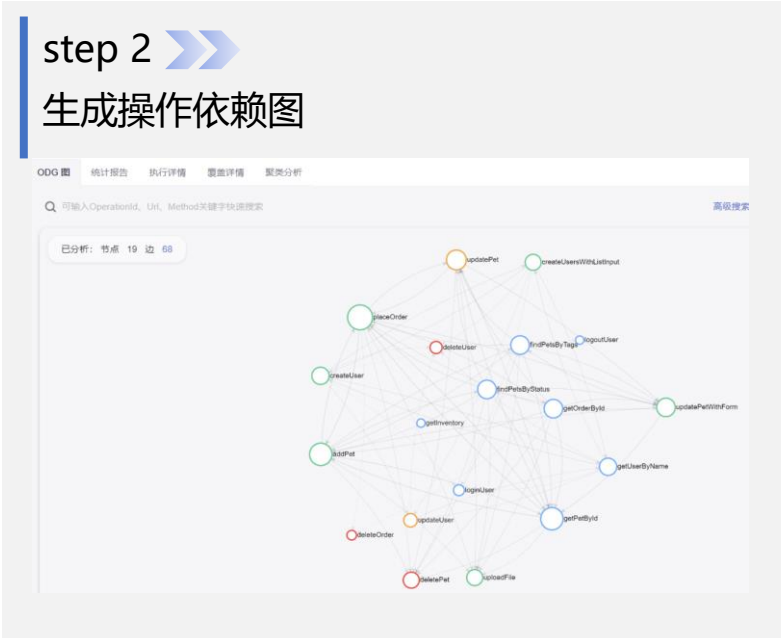 step 2
生成操作依赖图
ODG 图 统计报告 执行详情 覆盖详情 聚类分析
可输入OperationId、Url、Method关键字快速搜索 高级搜索
已分析: 节点 19 边 68
updatePet
createUsersWithListInput
placeOrder
deleteUser
findPetsByTags
logoutUser
createUser
findPetsByStatus
getOrderById
updatePetWithForm
getInventory
addPet
getUserByName
loginUser
updateUser
getPetById
deleteOrder
deletePet
uploadFile